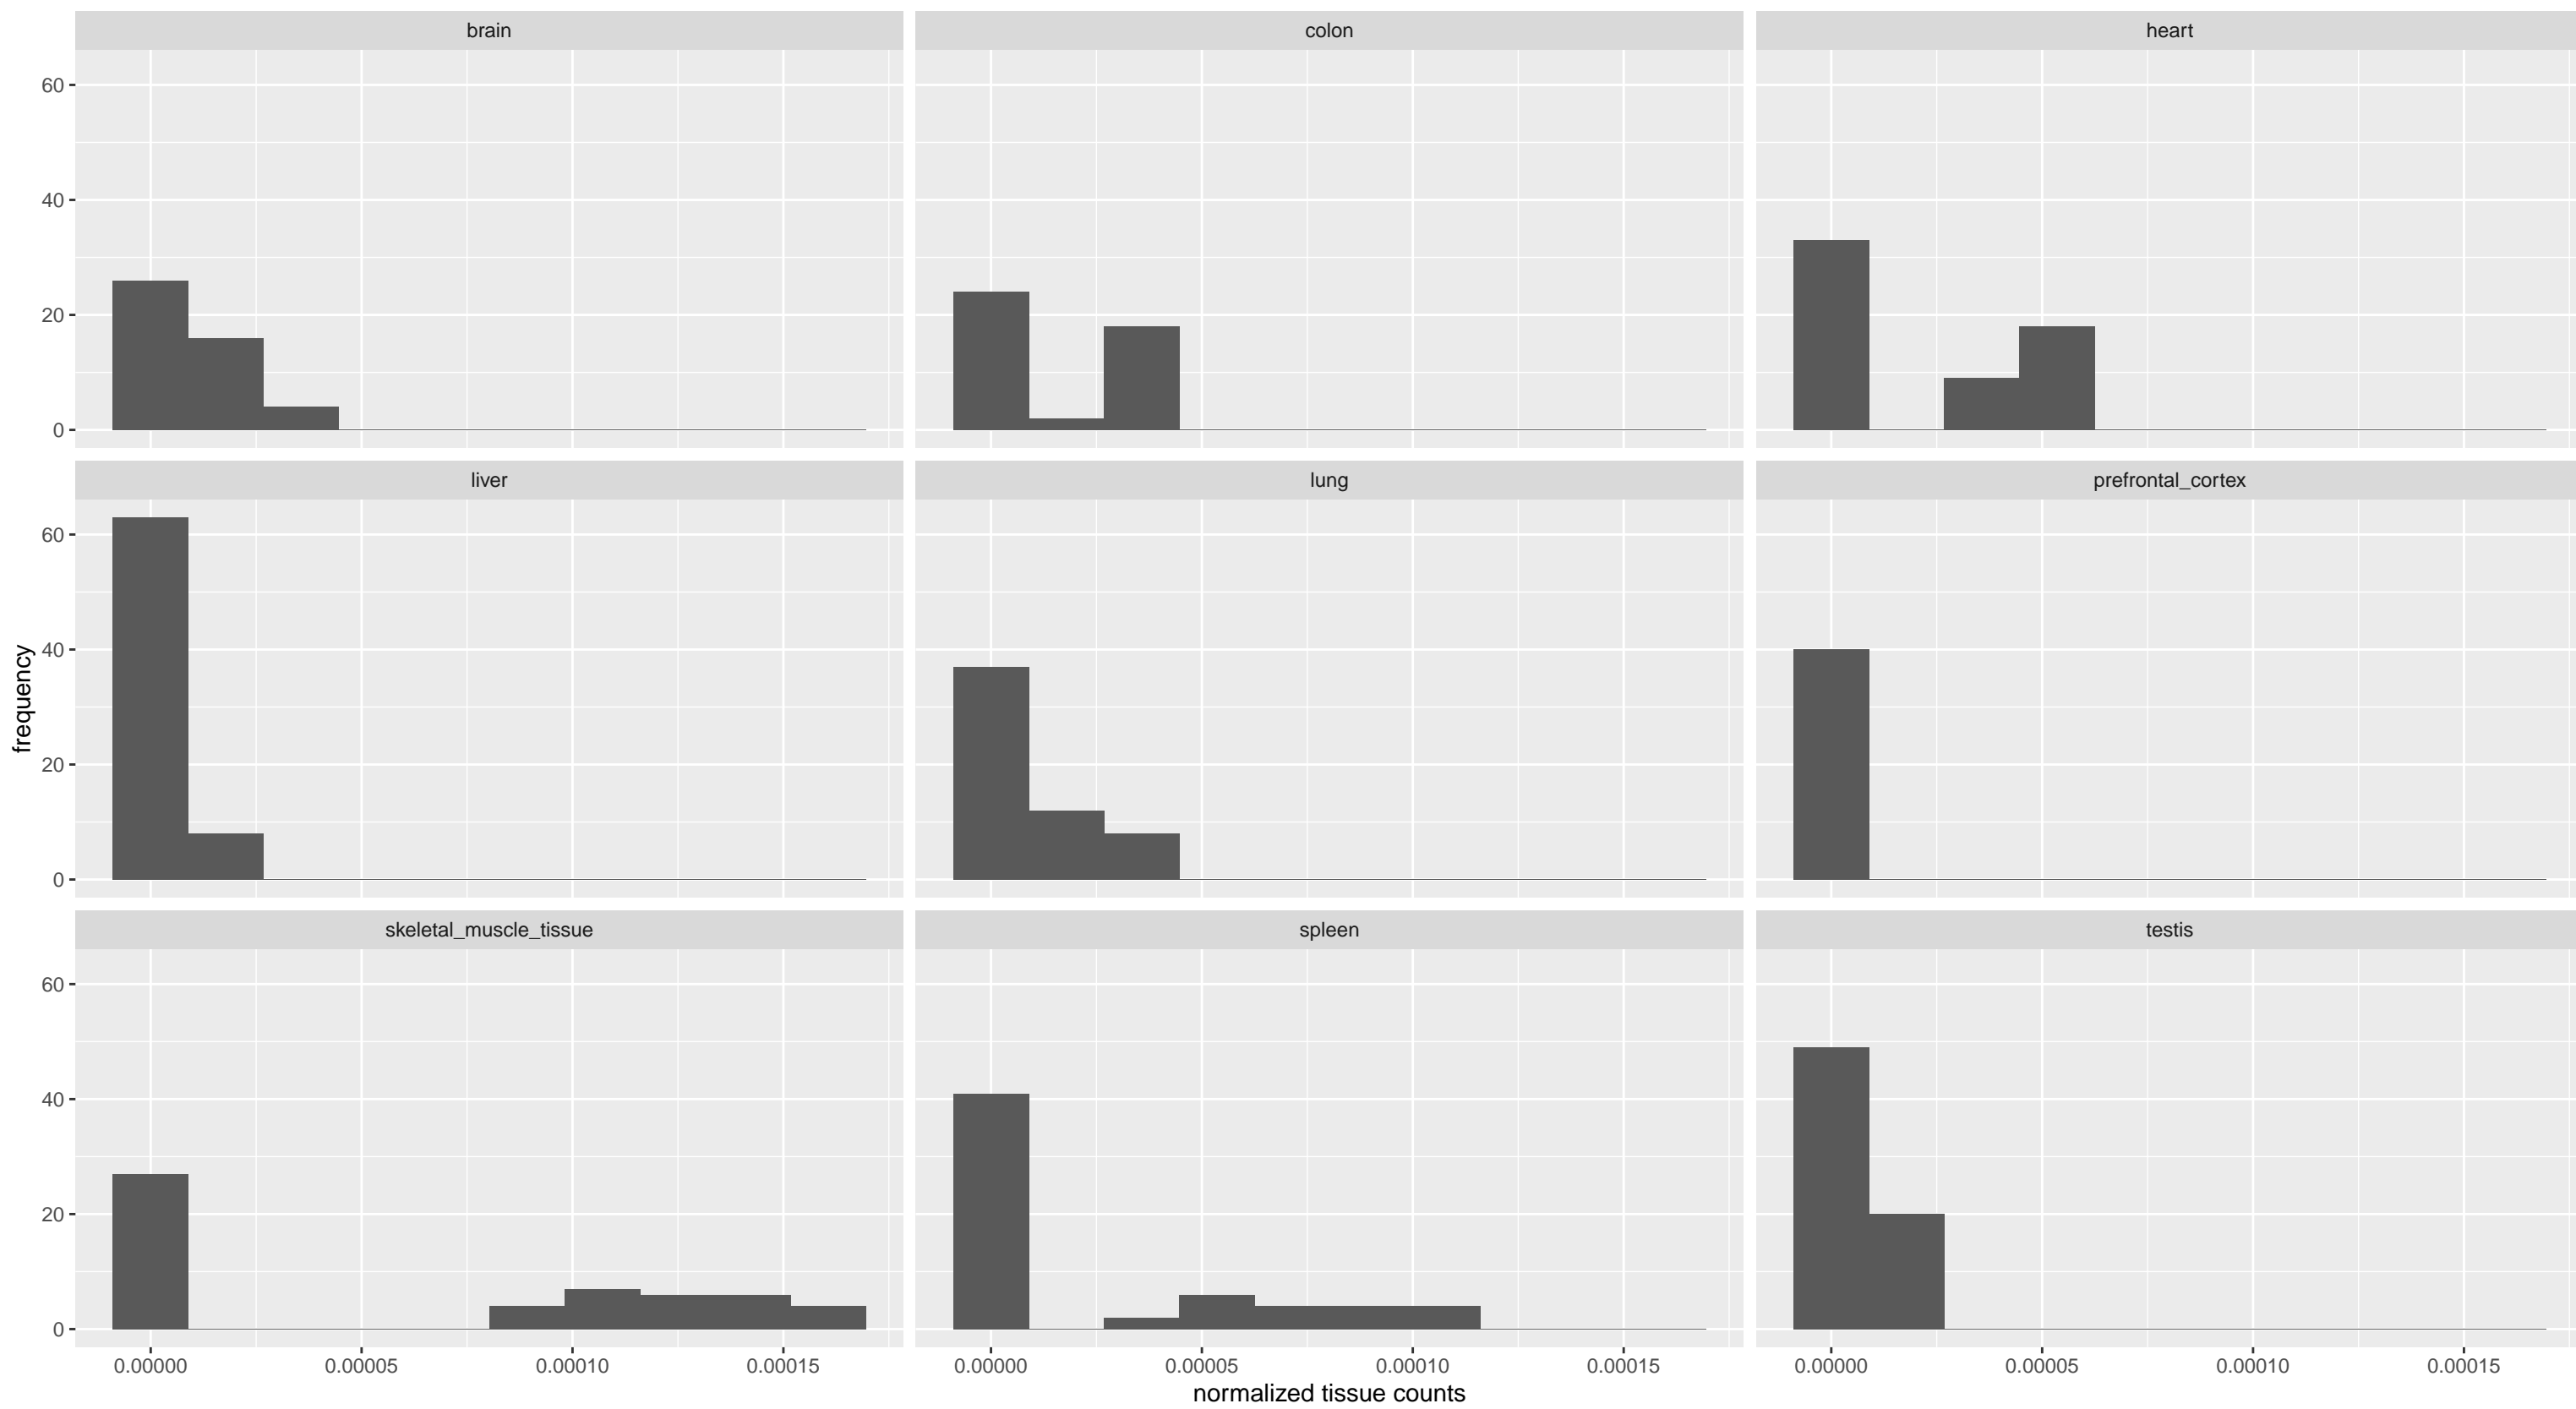 brain colon heart
60
40
20
0
liver lung prefrontal_cortex
60
40
20
0
frequency
skeletal_muscle_tissue spleen testis
60
40
20
0
0.00000 0.00005 0.00010 0.00015 0.00000 0.00005 0.00010 0.00015 0.00000 0.00005 0.00010 0.00015
normalized tissue counts